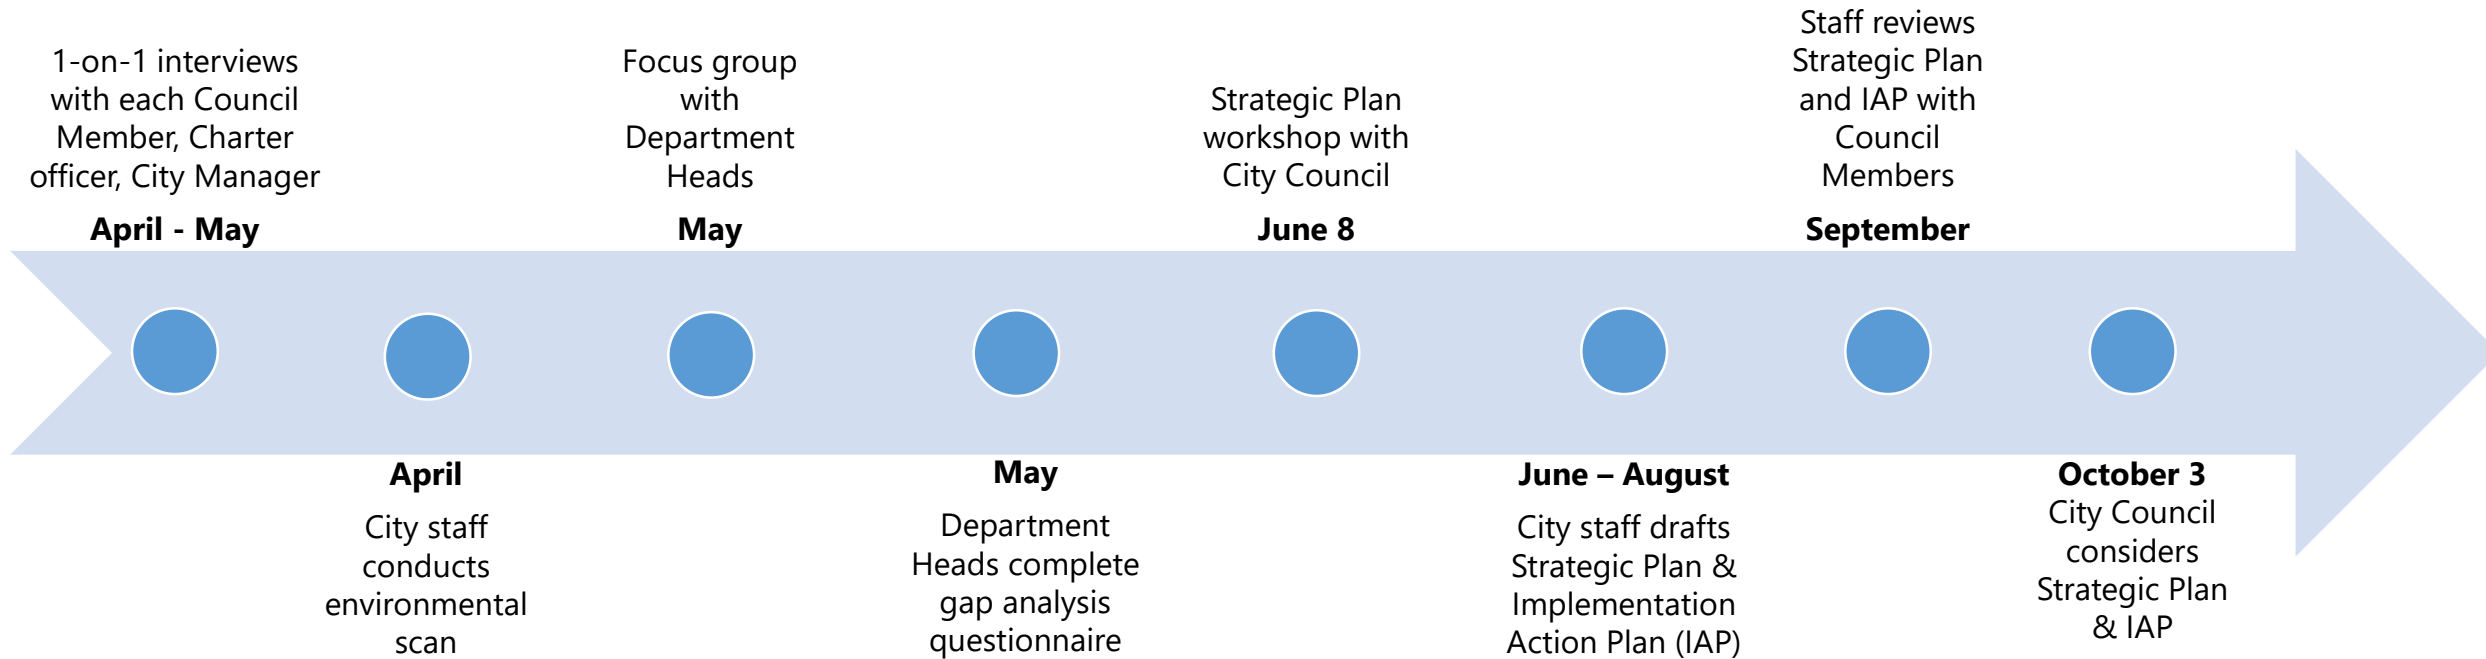 1-on-1 interviews
with each Council
Member, Charter
officer, City Manager
April - May
April
City staff
conducts
environmental
scan
Focus group
with
Department
Heads
May
May
Department
Heads complete
gap analysis
questionnaire
Strategic Plan
workshop with
City Council
June 8
June – August
City staff drafts
Strategic Plan &
Implementation
Action Plan (IAP)
Staff reviews
Strategic Plan
and IAP with
Council
Members
September
October 3
City Council
considers
Strategic Plan
& IAP